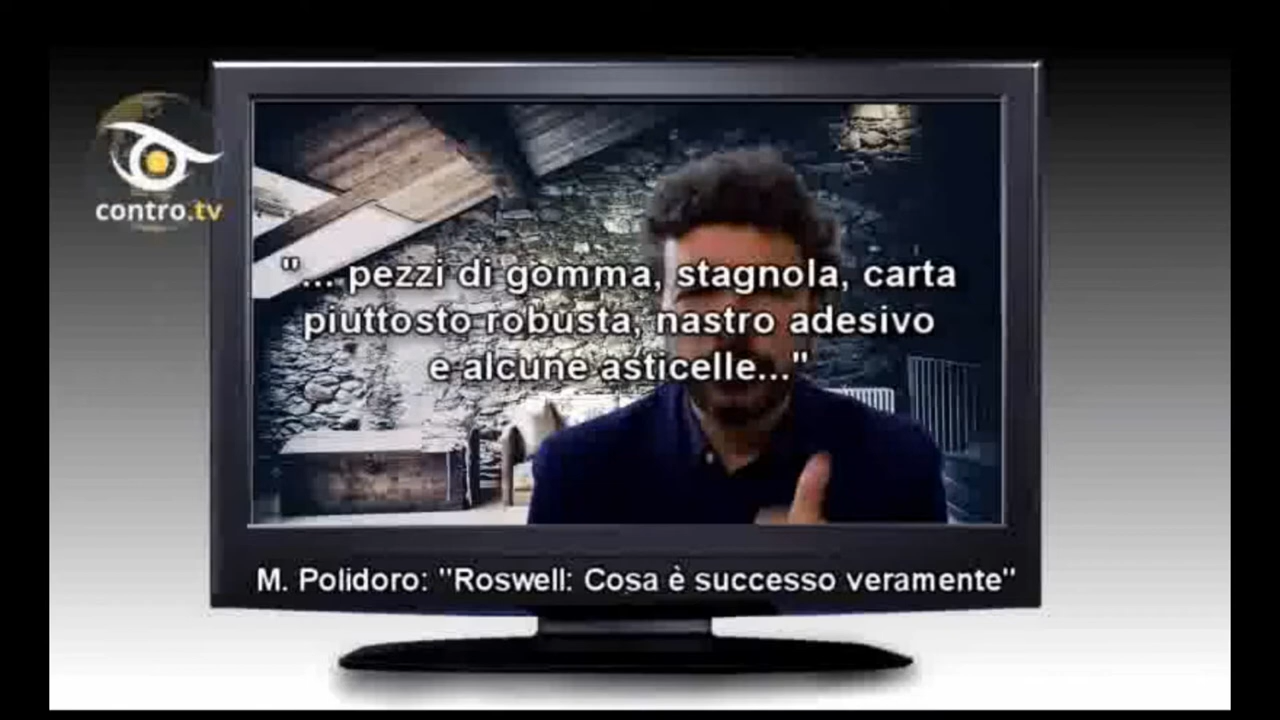 contro.tv
"... pezzi di gomma, stagnola, carta
piuttosto robusta, nastro adesivo
e alcune asticelle..."
M. Polidoro: "Roswell: Cosa è successo veramente"